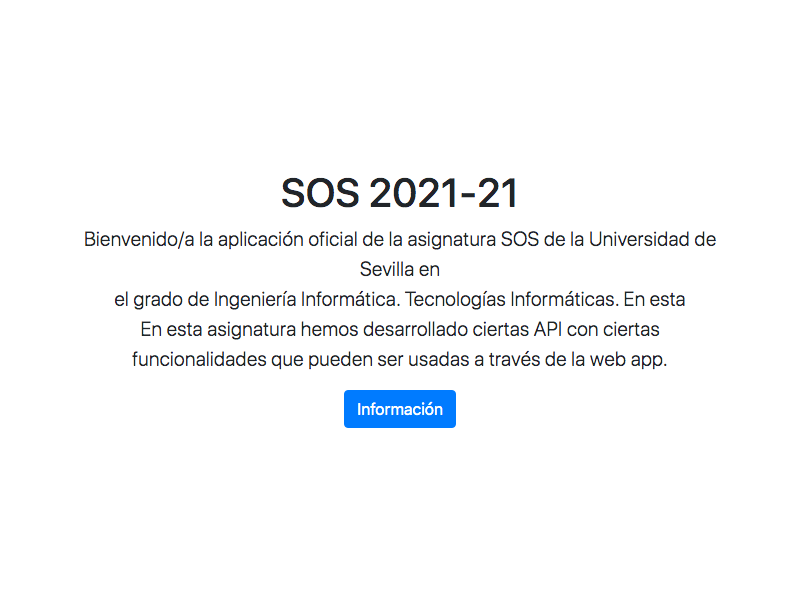 SOS 2021-21
Bienvenido/a la aplicación oficial de la asignatura SOS de la Universidad de
Sevilla en
el grado de Ingeniería Informática. Tecnologías Informáticas. En esta
En esta asignatura hemos desarrollado ciertas API con ciertas
funcionalidades que pueden ser usadas a través de la web app.
Información